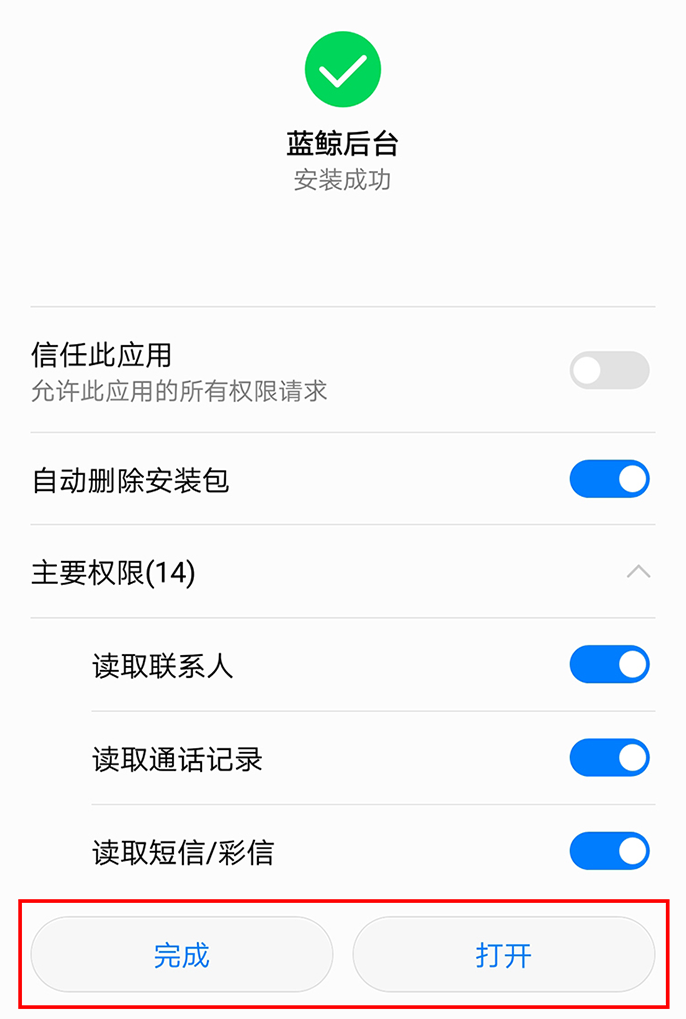 蓝鲸后台
安装成功
信任此应用
允许此应用的所有权限请求
自动删除安装包
主要权限(14)
读取联系人
读取通话记录
读取短信/彩信
完成
打开